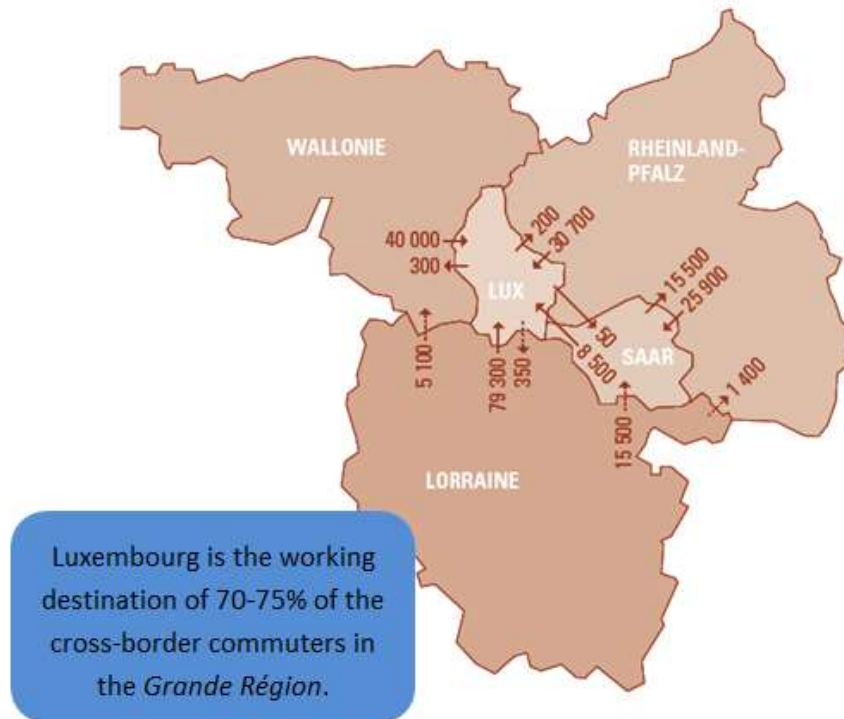 WALLONIE
RHEINLAND-
PFALZ
200
30 700
40 000
300
LUX
15 500
25 900
50
8 500
SAAR
5 100
79 300
350
1 400
15 500
LORRAINE
Luxembourg is the working
destination of 70-75% of the
cross-border commuters in
the Grande Région.